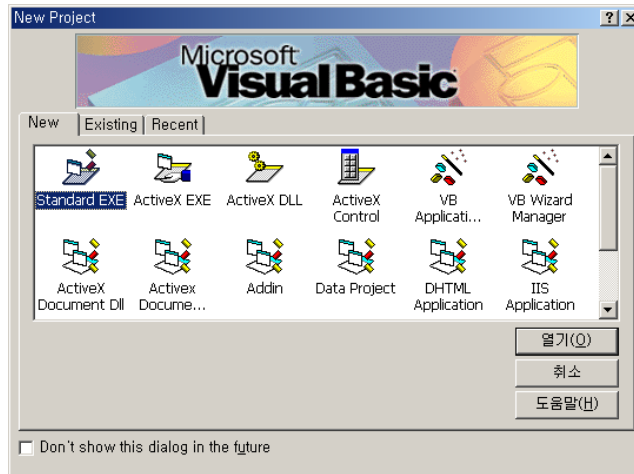 New Project
Microsoft
Visual Basic
New Existing Recent
Standard EXE ActiveX EXE ActiveX DLL ActiveX Control VB Applicati... VB Wizard Manager
ActiveX Document Dll Activex Docume... Addin Data Project DHTML Application IIS Application
열기(O)
취소
도움말(H)
Don't show this dialog in the future